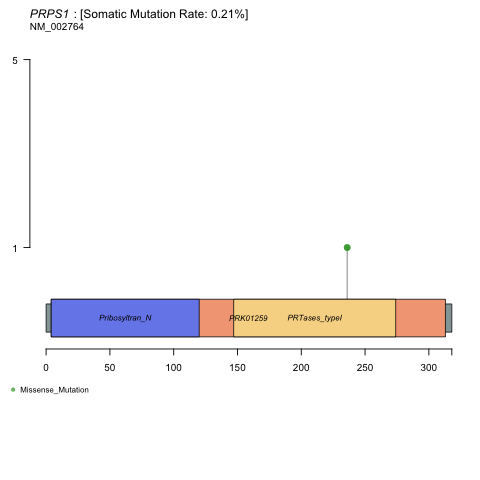 PRPS1 : [Somatic Mutation Rate: 0.21%]
NM_002764
5
1
Pribosyltran_N
PRK01259
PRTases_typeI
0 50 100 150 200 250 300
Missense_Mutation